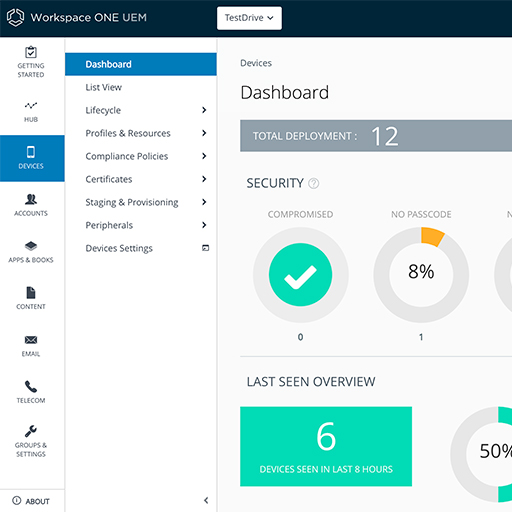 Workspace ONE UEM
TestDrive
GETTING
STARTED
HUB
DEVICES
ACCOUNTS
APPS & BOOKS
CONTENT
EMAIL
TELECOM
GROUPS &
SETTINGS
ABOUT
Dashboard
List View
Lifecycle
Profiles & Resources
Compliance Policies
Certificates
Staging & Provisioning
Peripherals
Devices Settings
Devices
Dashboard
TOTAL DEPLOYMENT : 12
SECURITY
COMPROMISED
0
NO PASSCODE
8%
1
N
LAST SEEN OVERVIEW
6
DEVICES SEEN IN LAST 8 HOURS
50%